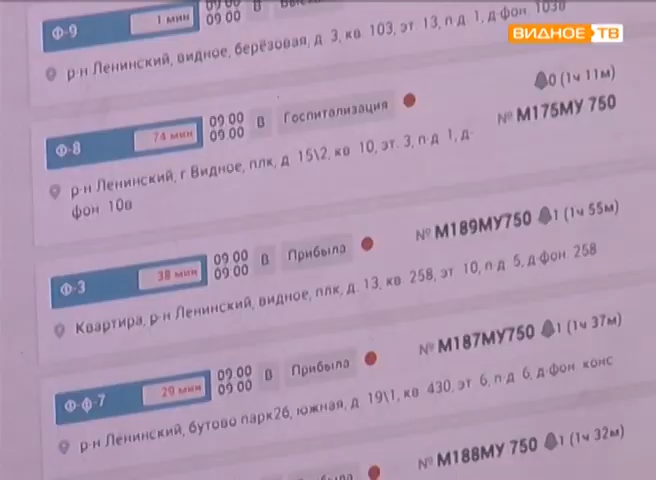 ВИДНОЕ ТВ
Ф-9 1 мин 09:00 09:00 В
р-н Ленинский, видное, берёзовая, д. 3, кв. 103, эт. 13, п-д. 1, д-фон. 103в
0 (1ч 11м)
Ф-8 74 мин 09:00 09:00 В Госпитализация № М175МУ 750
р-н Ленинский, г Видное, плк, д. 15\2, кв. 10, эт. 3, п-д. 1, д-
фон. 10в
Ф-3 38 мин 09:00 09:00 В Прибыла № М189МУ750 1 (1ч 55м)
Квартира, р-н Ленинский, видное, плк, д. 13, кв. 258, эт. 10, п-д. 5, д-фон. 258
Ф-ф-7 29 мин 09:00 09:00 В Прибыла № М187МУ750 1 (1ч 37м)
р-н Ленинский, бутово парк2б, южная, д. 19\1, кв. 430, эт. 6, п-д. 6, д-фон. конс
№ М188МУ 750 1 (1ч 32м)